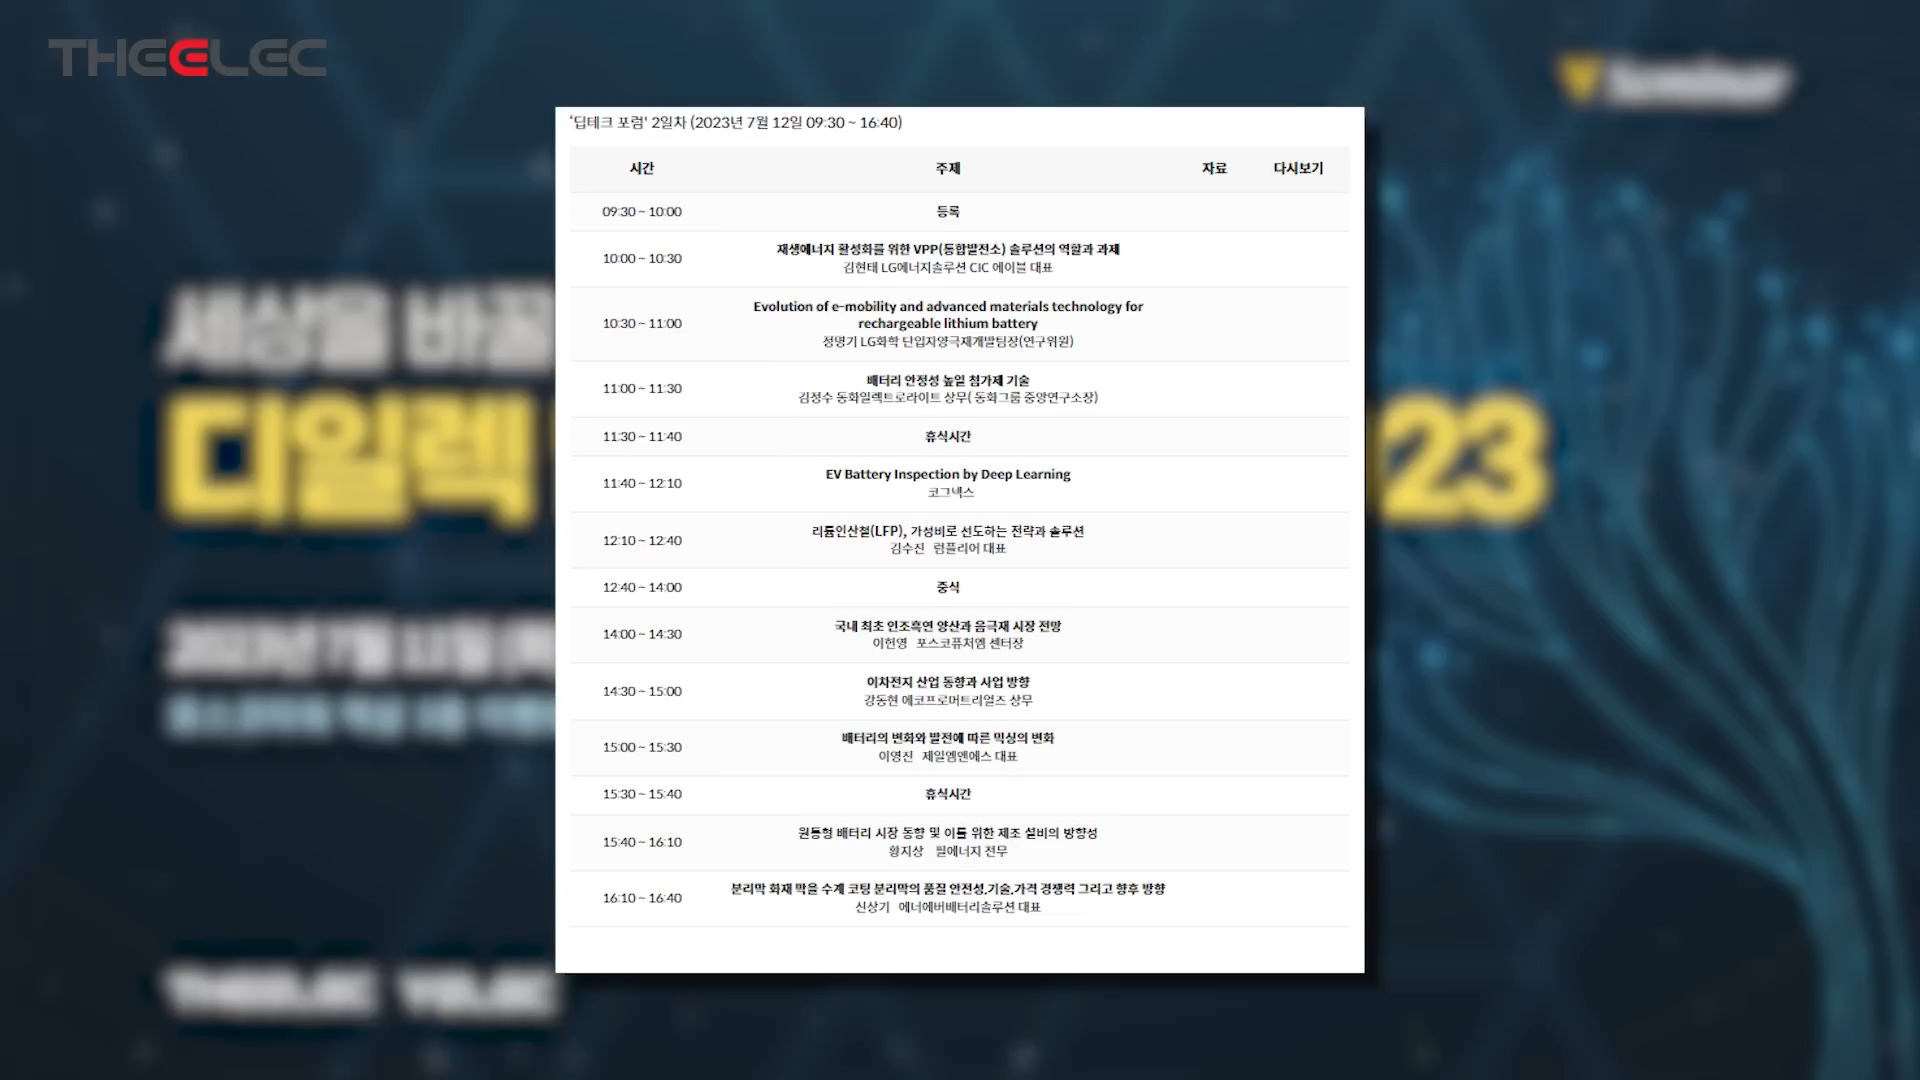 THEELEC
Seminar
'딥테크 포럼' 2일차 (2023년 7월 12일 09:30 ~ 16:40)
시간 주제 자료 다시보기
09:30 ~ 10:00 등록
10:00 ~ 10:30 재생에너지 활성화를 위한 VPP(통합발전소) 솔루션의 역할과 과제
김현태 LG에너지솔루션 CIC 에이블 대표
10:30 ~ 11:00 Evolution of e-mobility and advanced materials technology for
rechargeable lithium battery
정명기 LG화학 단입자양극재개발팀장(연구위원)
11:00 ~ 11:30 배터리 안정성 높일 첨가제 기술
김정수 동화일렉트로라이트 상무( 동화그룹 중앙연구소장)
11:30 ~ 11:40 휴식시간
11:40 ~ 12:10 EV Battery Inspection by Deep Learning
코그넥스
12:10 ~ 12:40 리튬인산철(LFP), 가성비로 선도하는 전략과 솔루션
김수진 럼플리어 대표
12:40 ~ 14:00 중식
14:00 ~ 14:30 국내 최초 인조흑연 양산과 음극재 시장 전망
이헌영 포스코퓨처엠 센터장
14:30 ~ 15:00 이차전지 산업 동향과 사업 방향
강동현 에코프로머트리얼즈 상무
15:00 ~ 15:30 배터리의 변화와 발전에 따른 믹싱의 변화
이영진 제일엠앤에스 대표
15:30 ~ 15:40 휴식시간
15:40 ~ 16:10 원통형 배터리 시장 동향 및 이를 위한 제조 설비의 방향성
황지상 필에너지 전무
16:10 ~ 16:40 분리막 화재 막을 수계 코팅 분리막의 품질 안전성,기술,가격 경쟁력 그리고 향후 방향
신상기 에너에버배터리솔루션 대표
세상을 바꿀
디일렉 23
THEELEC